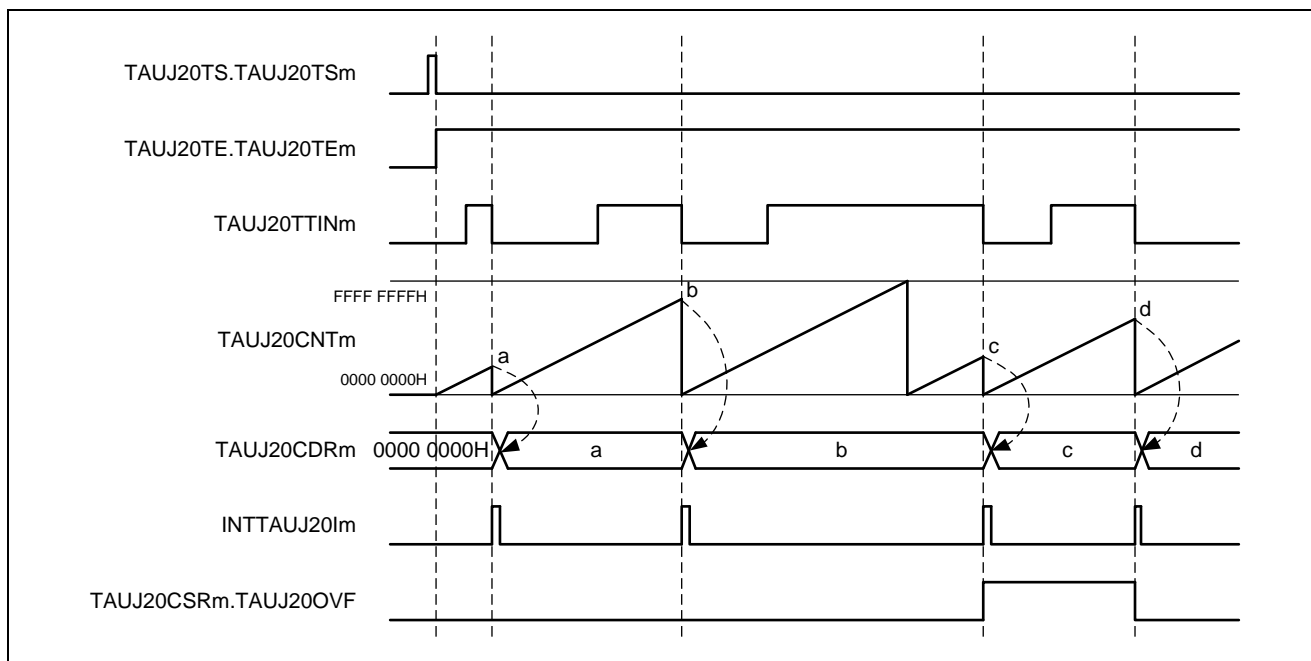 TAUJ20TS.TAUJ20TSm
TAUJ20TE.TAUJ20TEm
TAUJ20TTINm
FFFF FFFFH
TAUJ20CNTm
0000 0000H
a
b
c
d
TAUJ20CDRm
0000 0000H
a
b
c
d
INTTAUJ20Im
TAUJ20CSRm.TAUJ20OVF